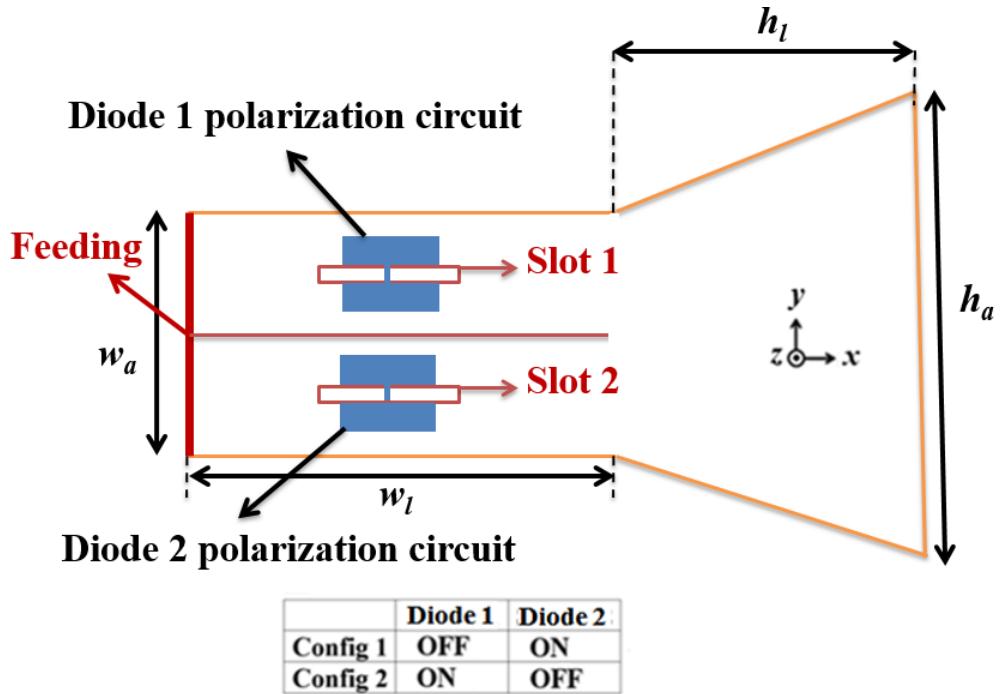 h_l
Diode 1 polarization circuit
Feeding
Slot 1
w_a
y
z
x
h_a
Slot 2
w_l
Diode 2 polarization circuit
Diode 1 Diode 2
Config 1 OFF ON
Config 2 ON OFF